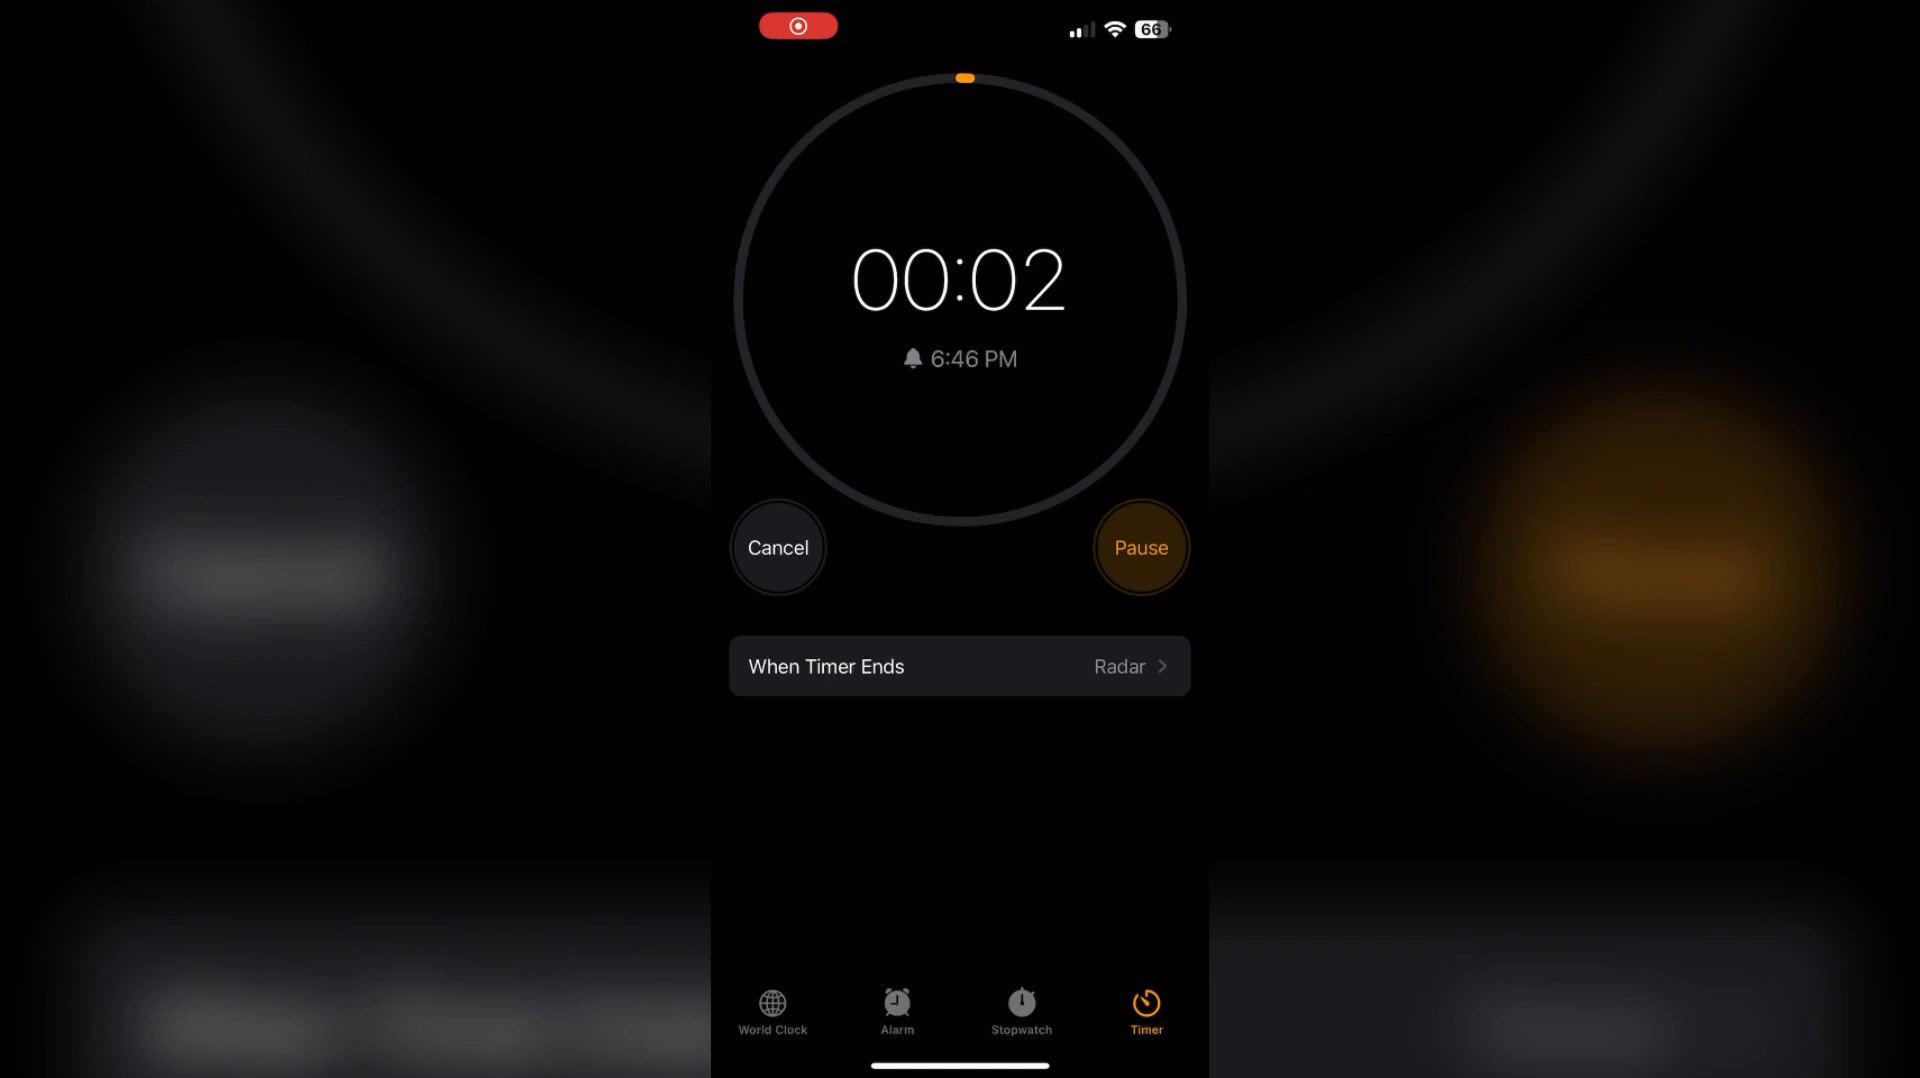 66
00:02
6:46 PM
Cancel
Pause
When Timer Ends
Radar
World Clock
Alarm
Stopwatch
Timer